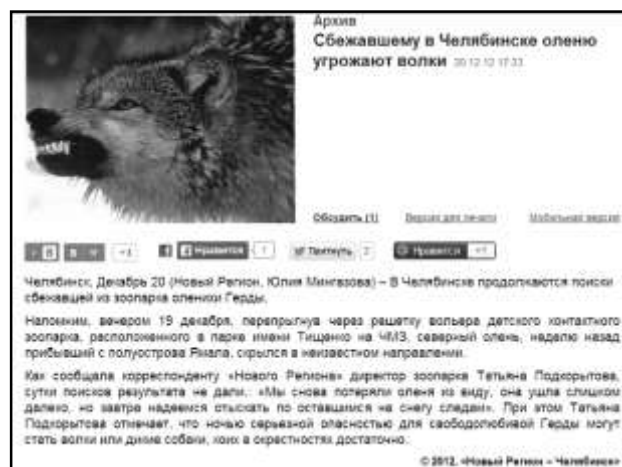 Архив
Сбежавшему в Челябинске оленю
угрожают волки 20.12.12 17:33
Обсудить (1) Версия для печати Мобильная версия
В +1 Нравится 1 Твитнуть 2 Нравится +1
Челябинск, Декабрь 20 (Новый Регион, Юлия Мингазова) – В Челябинске продолжаются поиски
сбежавшей из зоопарка оленихи Герды.
Напомним, вечером 19 декабря, перепрыгнув через решетку вольера детского контактного
зоопарка, расположенного в парке имени Тищенко на ЧМЗ, северный олень, неделю назад
прибывший с полуострова Ямала, скрылся в неизвестном направлении.
Как сообщала корреспонденту «Нового Региона» директор зоопарка Татьяна Подкорытова,
сутки поисков результата не дали. «Мы снова потеряли оленя из виду, она ушла слишком
далеко, но завтра надеемся отыскать по оставшимся на снегу следам». При этом Татьяна
Подкорытова отмечает, что ночью серьезной опасностью для свободолюбивой Герды могут
стать волки или дикие собаки, коих в окрестностях достаточно.
© 2012, «Новый Регион – Челябинск»